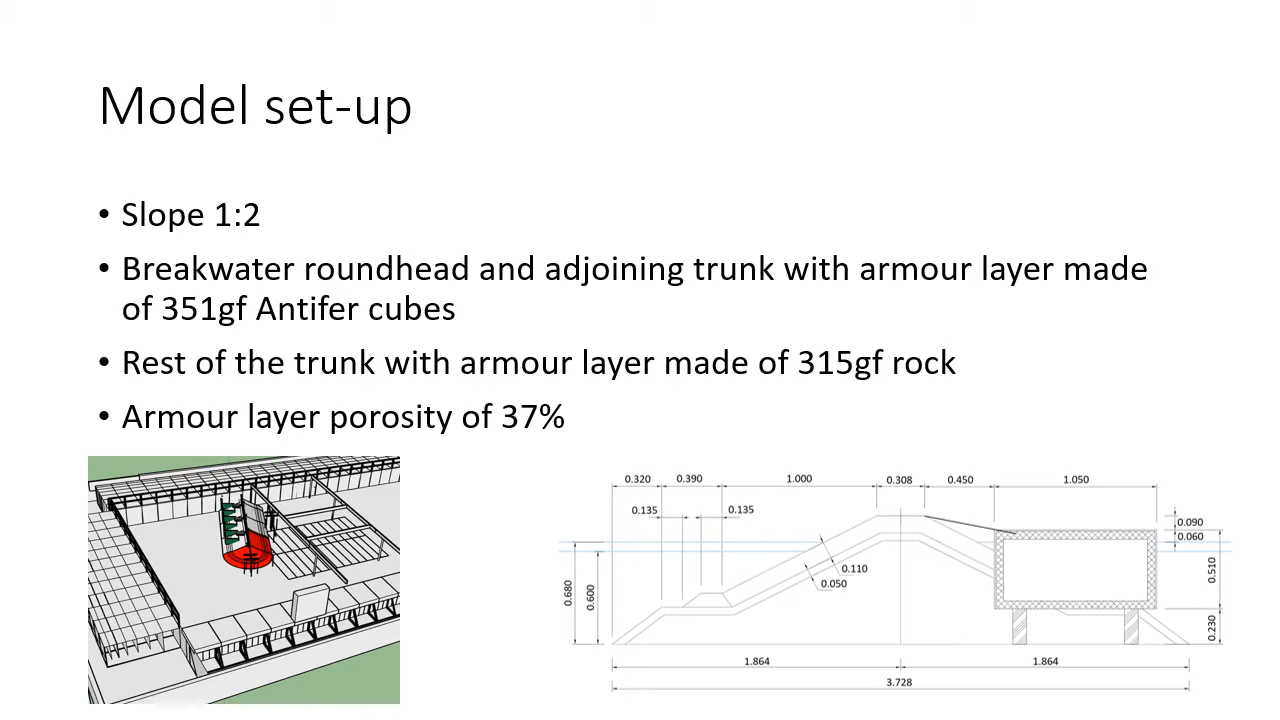 Model set-up
• Slope 1:2
• Breakwater roundhead and adjoining trunk with armour layer made
of 351gf Antifer cubes
• Rest of the trunk with armour layer made of 315gf rock
• Armour layer porosity of 37%
0.320 0.390 1.000 0.308 0.450 1.050
0.135 0.135
0.090
0.060
0.110
0.050
0.680 0.600
0.510
0.230
1.864 1.864
3.728